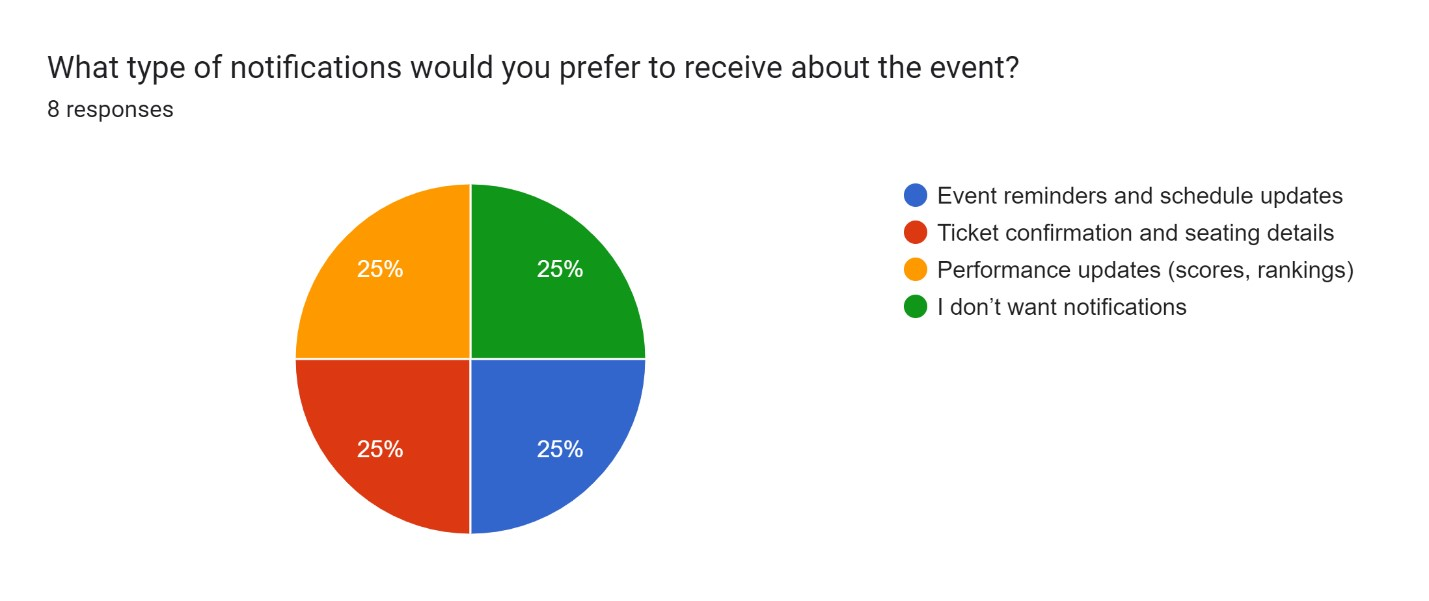 What type of notifications would you prefer to receive about the event?
8 responses
Event reminders and schedule updates
Ticket confirmation and seating details
Performance updates (scores, rankings)
I don’t want notifications
25%
25%
25%
25%